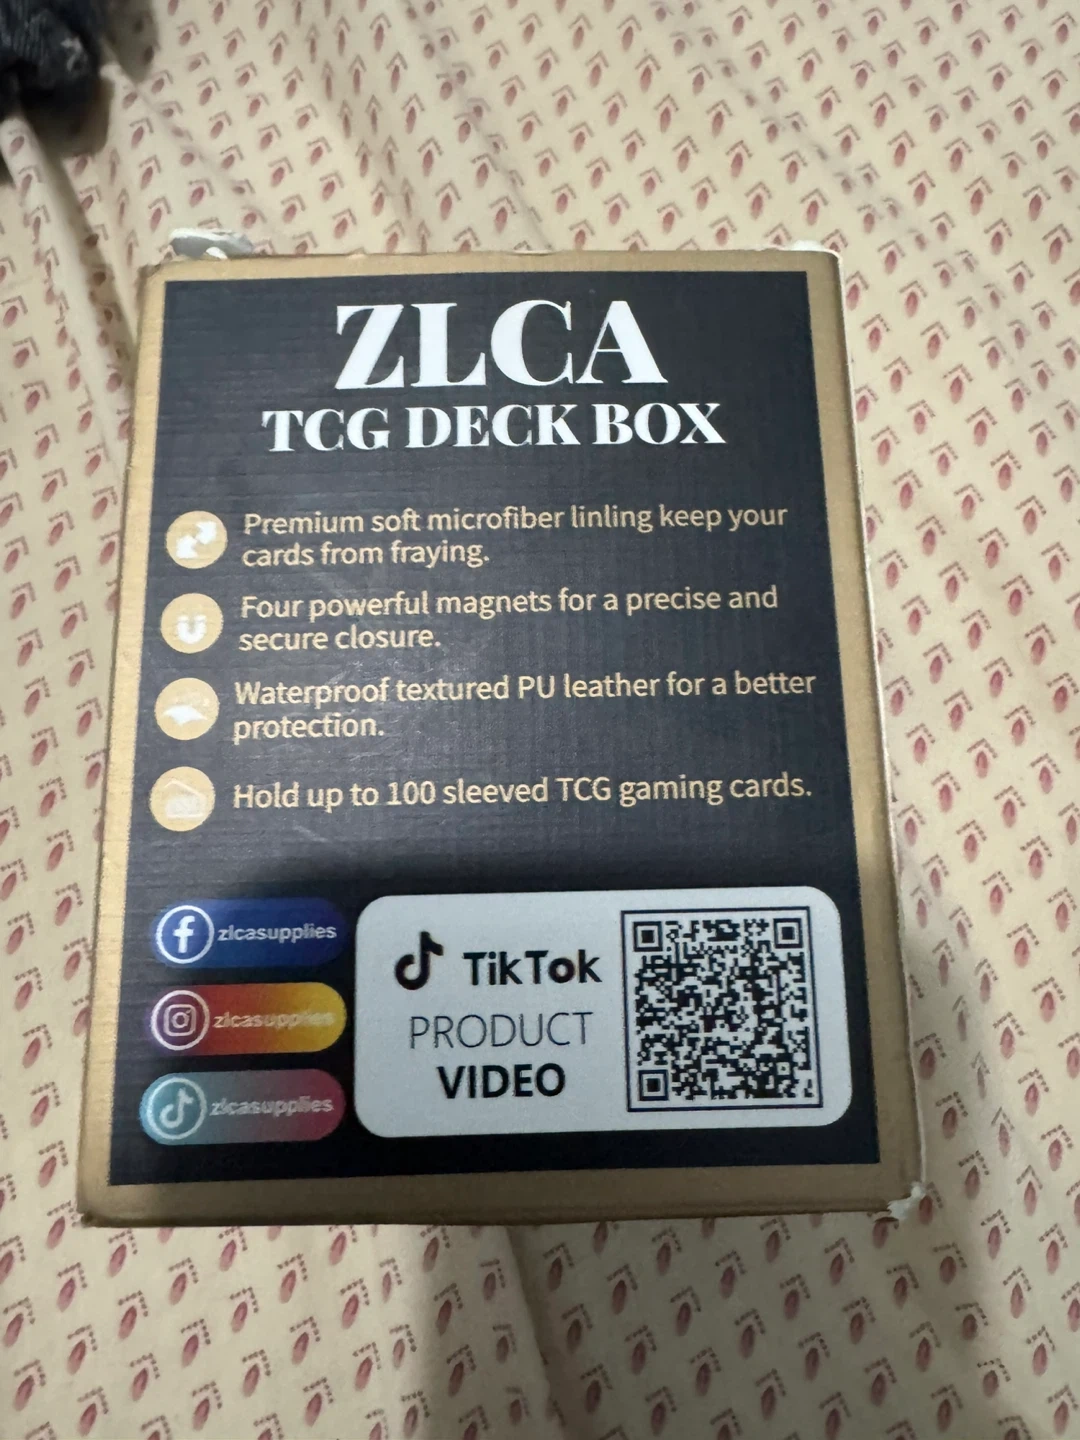 ZLCA
TCG DECK BOX
Premium soft microfiber linling keep your
cards from fraying.
Four powerful magnets for a precise and
secure closure.
Waterproof textured PU leather for a better
protection.
Hold up to 100 sleeved TCG gaming cards.
zlcasupplies
zlcasupplies
zlcasupplies
TikTok
PRODUCT
VIDEO